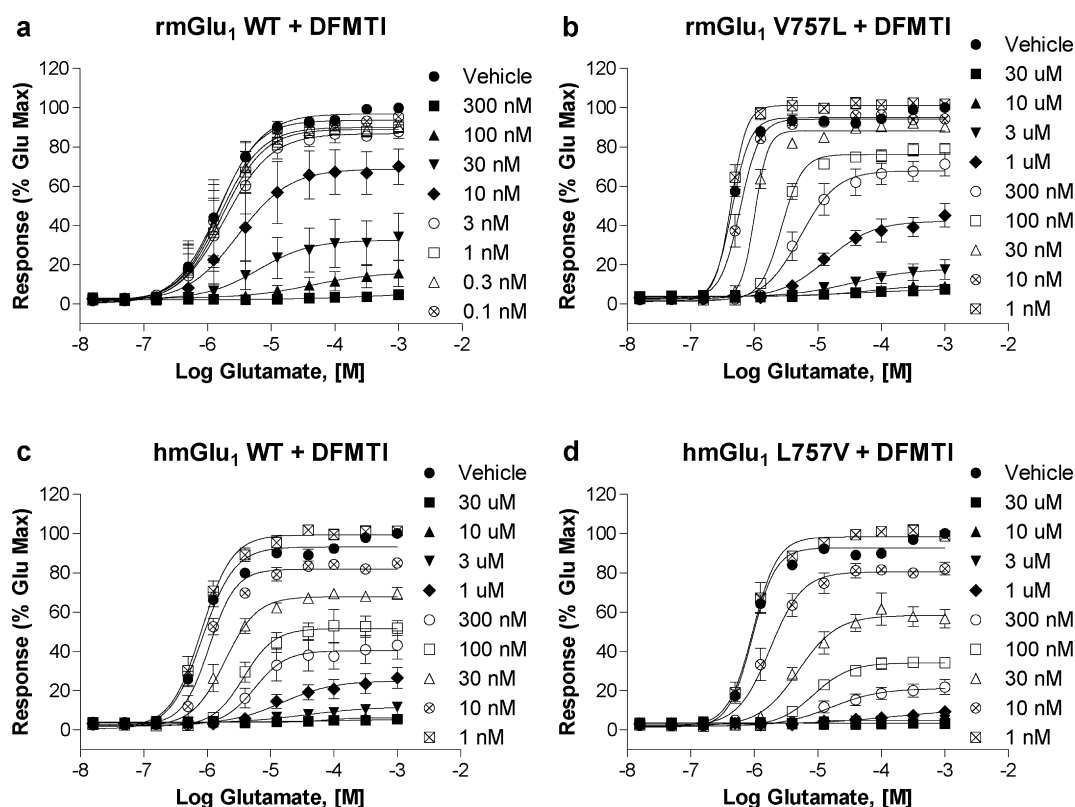 a rmGlu1 WT + DFMTI
Response (% Glu Max)
120
100
80
60
40
20
0
-8 -7 -6 -5 -4 -3 -2
Log Glutamate, [M]
Vehicle
300 nM
100 nM
30 nM
10 nM
3 nM
1 nM
0.3 nM
0.1 nM
b rmGlu1 V757L + DFMTI
Response (% Glu Max)
120
100
80
60
40
20
0
-8 -7 -6 -5 -4 -3 -2
Log Glutamate, [M]
Vehicle
30 uM
10 uM
3 uM
1 uM
300 nM
100 nM
30 nM
10 nM
1 nM
c hmGlu1 WT + DFMTI
Response (% Glu Max)
120
100
80
60
40
20
0
-8 -7 -6 -5 -4 -3 -2
Log Glutamate, [M]
Vehicle
30 uM
10 uM
3 uM
1 uM
300 nM
100 nM
30 nM
10 nM
1 nM
d hmGlu1 L757V + DFMTI
Response (% Glu Max)
120
100
80
60
40
20
0
-8 -7 -6 -5 -4 -3 -2
Log Glutamate, [M]
Vehicle
30 uM
10 uM
3 uM
1 uM
300 nM
100 nM
30 nM
10 nM
1 nM